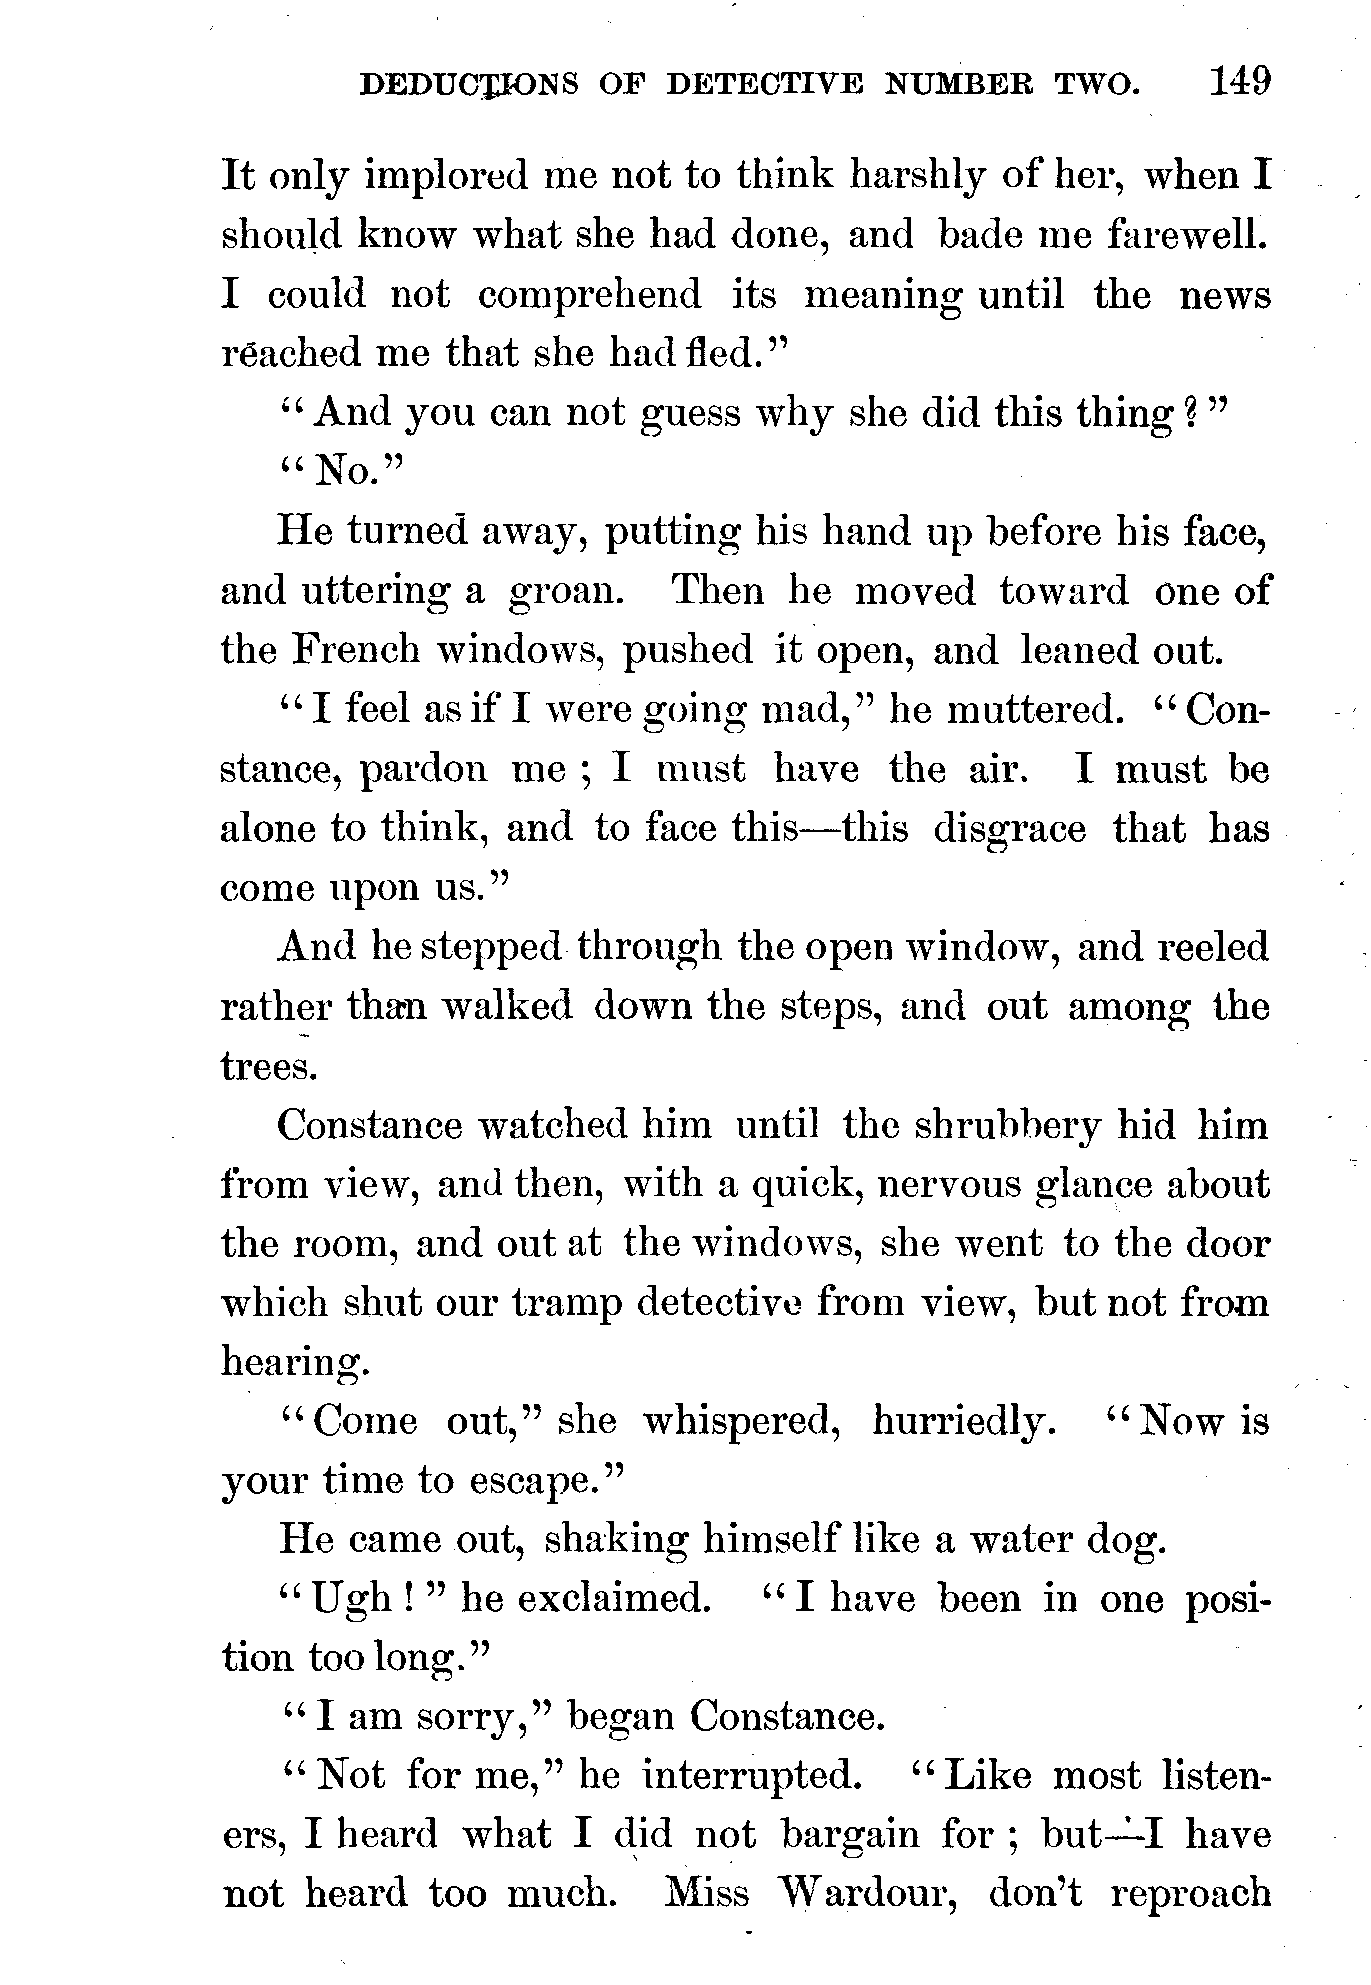 DEDUCTIONS OF DETECTIVE NUMBER TWO. 149
It only implored me not to think harshly of her, when I
should know what she had done, and bade me farewell.
I could not comprehend its meaning until the news
reached me that she had fled."
"And you can not guess why she did this thing?"
"No."
He turned away, putting his hand up before his face,
and uttering a groan. Then he moved toward one of
the French windows, pushed it open, and leaned out.
"I feel as if I were going mad," he muttered. "Con-
stance, pardon me; I must have the air. I must be
alone to think, and to face this—this disgrace that has
come upon us."
And he stepped through the open window, and reeled
rather than walked down the steps, and out among the
trees.
Constance watched him until the shrubbery hid him
from view, and then, with a quick, nervous glance about
the room, and out at the windows, she went to the door
which shut our tramp detective from view, but not from
hearing.
"Come out," she whispered, hurriedly. "Now is
your time to escape."
He came out, shaking himself like a water dog.
"Ugh!" he exclaimed. "I have been in one posi-
tion too long."
"I am sorry," began Constance.
"Not for me," he interrupted. "Like most listen-
ers, I heard what I did not bargain for; but—I have
not heard too much. Miss Wardour, don't reproach